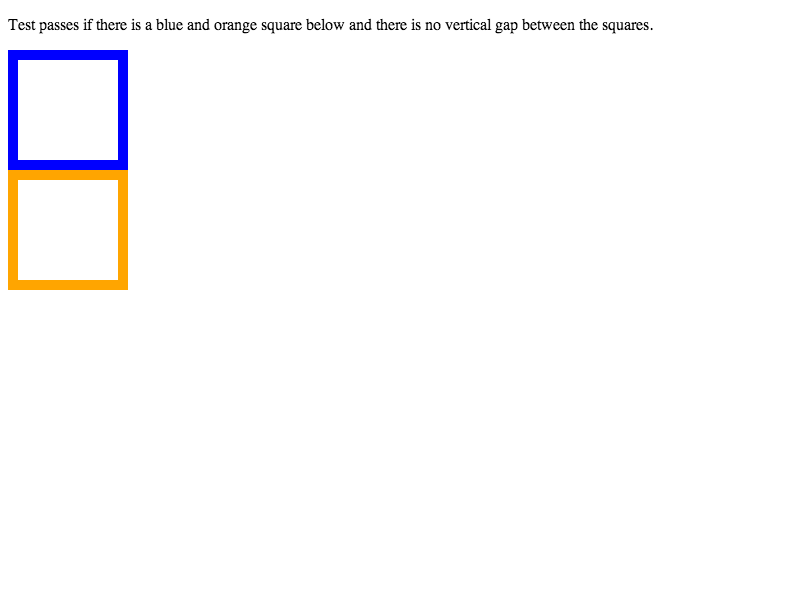 Test passes if there is a blue and orange square below and there is no vertical gap between the squares.